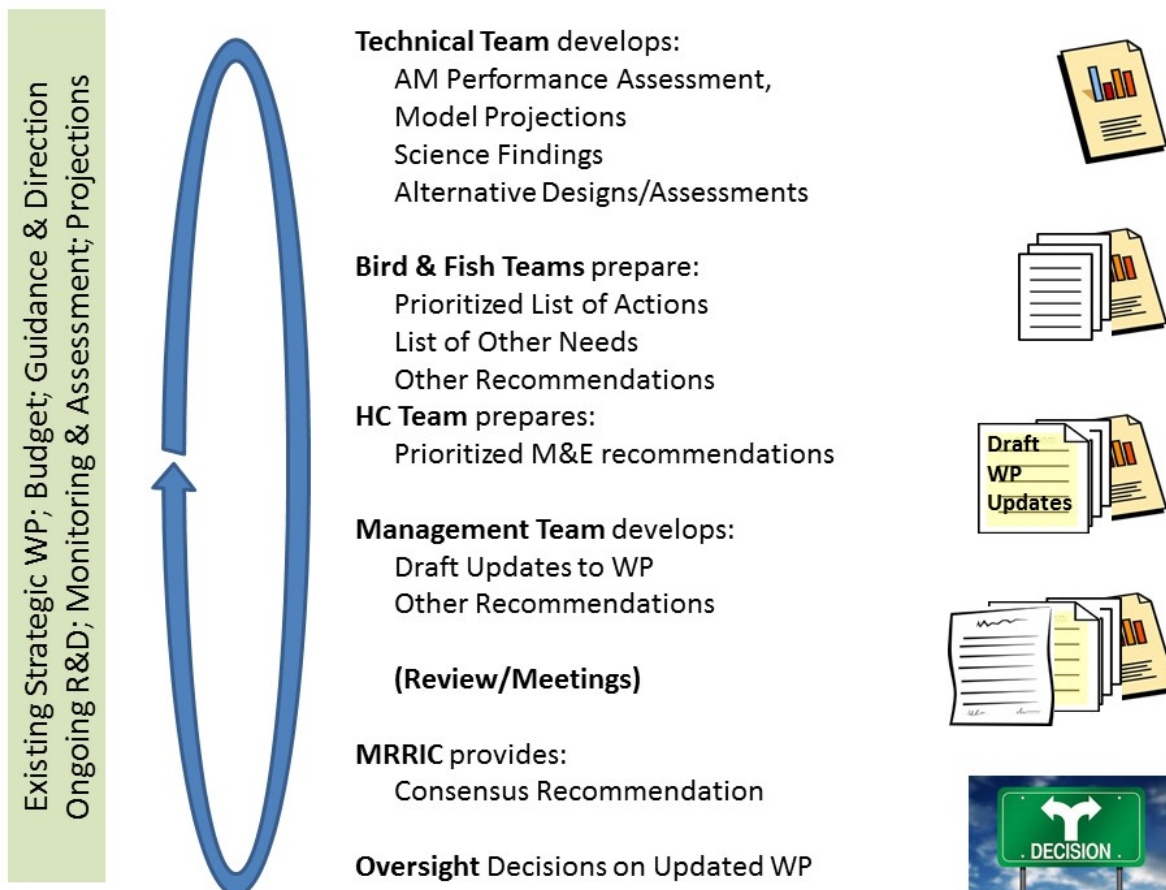 Existing Strategic WP; Budget; Guidance & Direction
Ongoing R&D; Monitoring & Assessment; Projections
Technical Team develops:
AM Performance Assessment,
Model Projections
Science Findings
Alternative Designs/Assessments
Bird & Fish Teams prepare:
Prioritized List of Actions
List of Other Needs
Other Recommendations
HC Team prepares:
Prioritized M&E recommendations
Draft
WP
Updates
Management Team develops:
Draft Updates to WP
Other Recommendations
(Review/Meetings)
MRRIC provides:
Consensus Recommendation
DECISION
Oversight Decisions on Updated WP